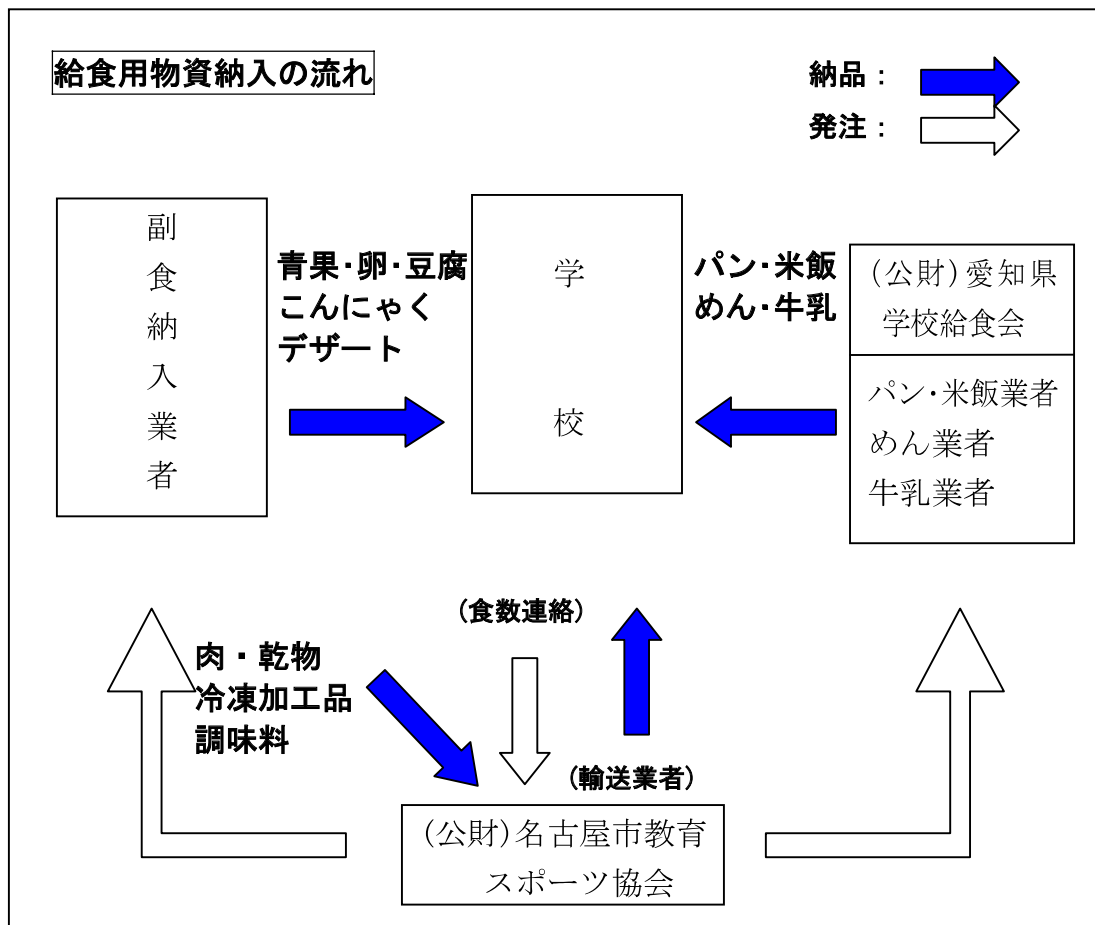 給食用物資納入の流れ
納品：
発注：
副食納入業者
青果・卵・豆腐
こんにゃく
デザート
学校
パン・米飯
めん・牛乳
(公財)愛知県
学校給食会
パン・米飯業者
めん業者
牛乳業者
(食数連絡)
肉・乾物
冷凍加工品
調味料
(輸送業者)
(公財)名古屋市教育
スポーツ協会